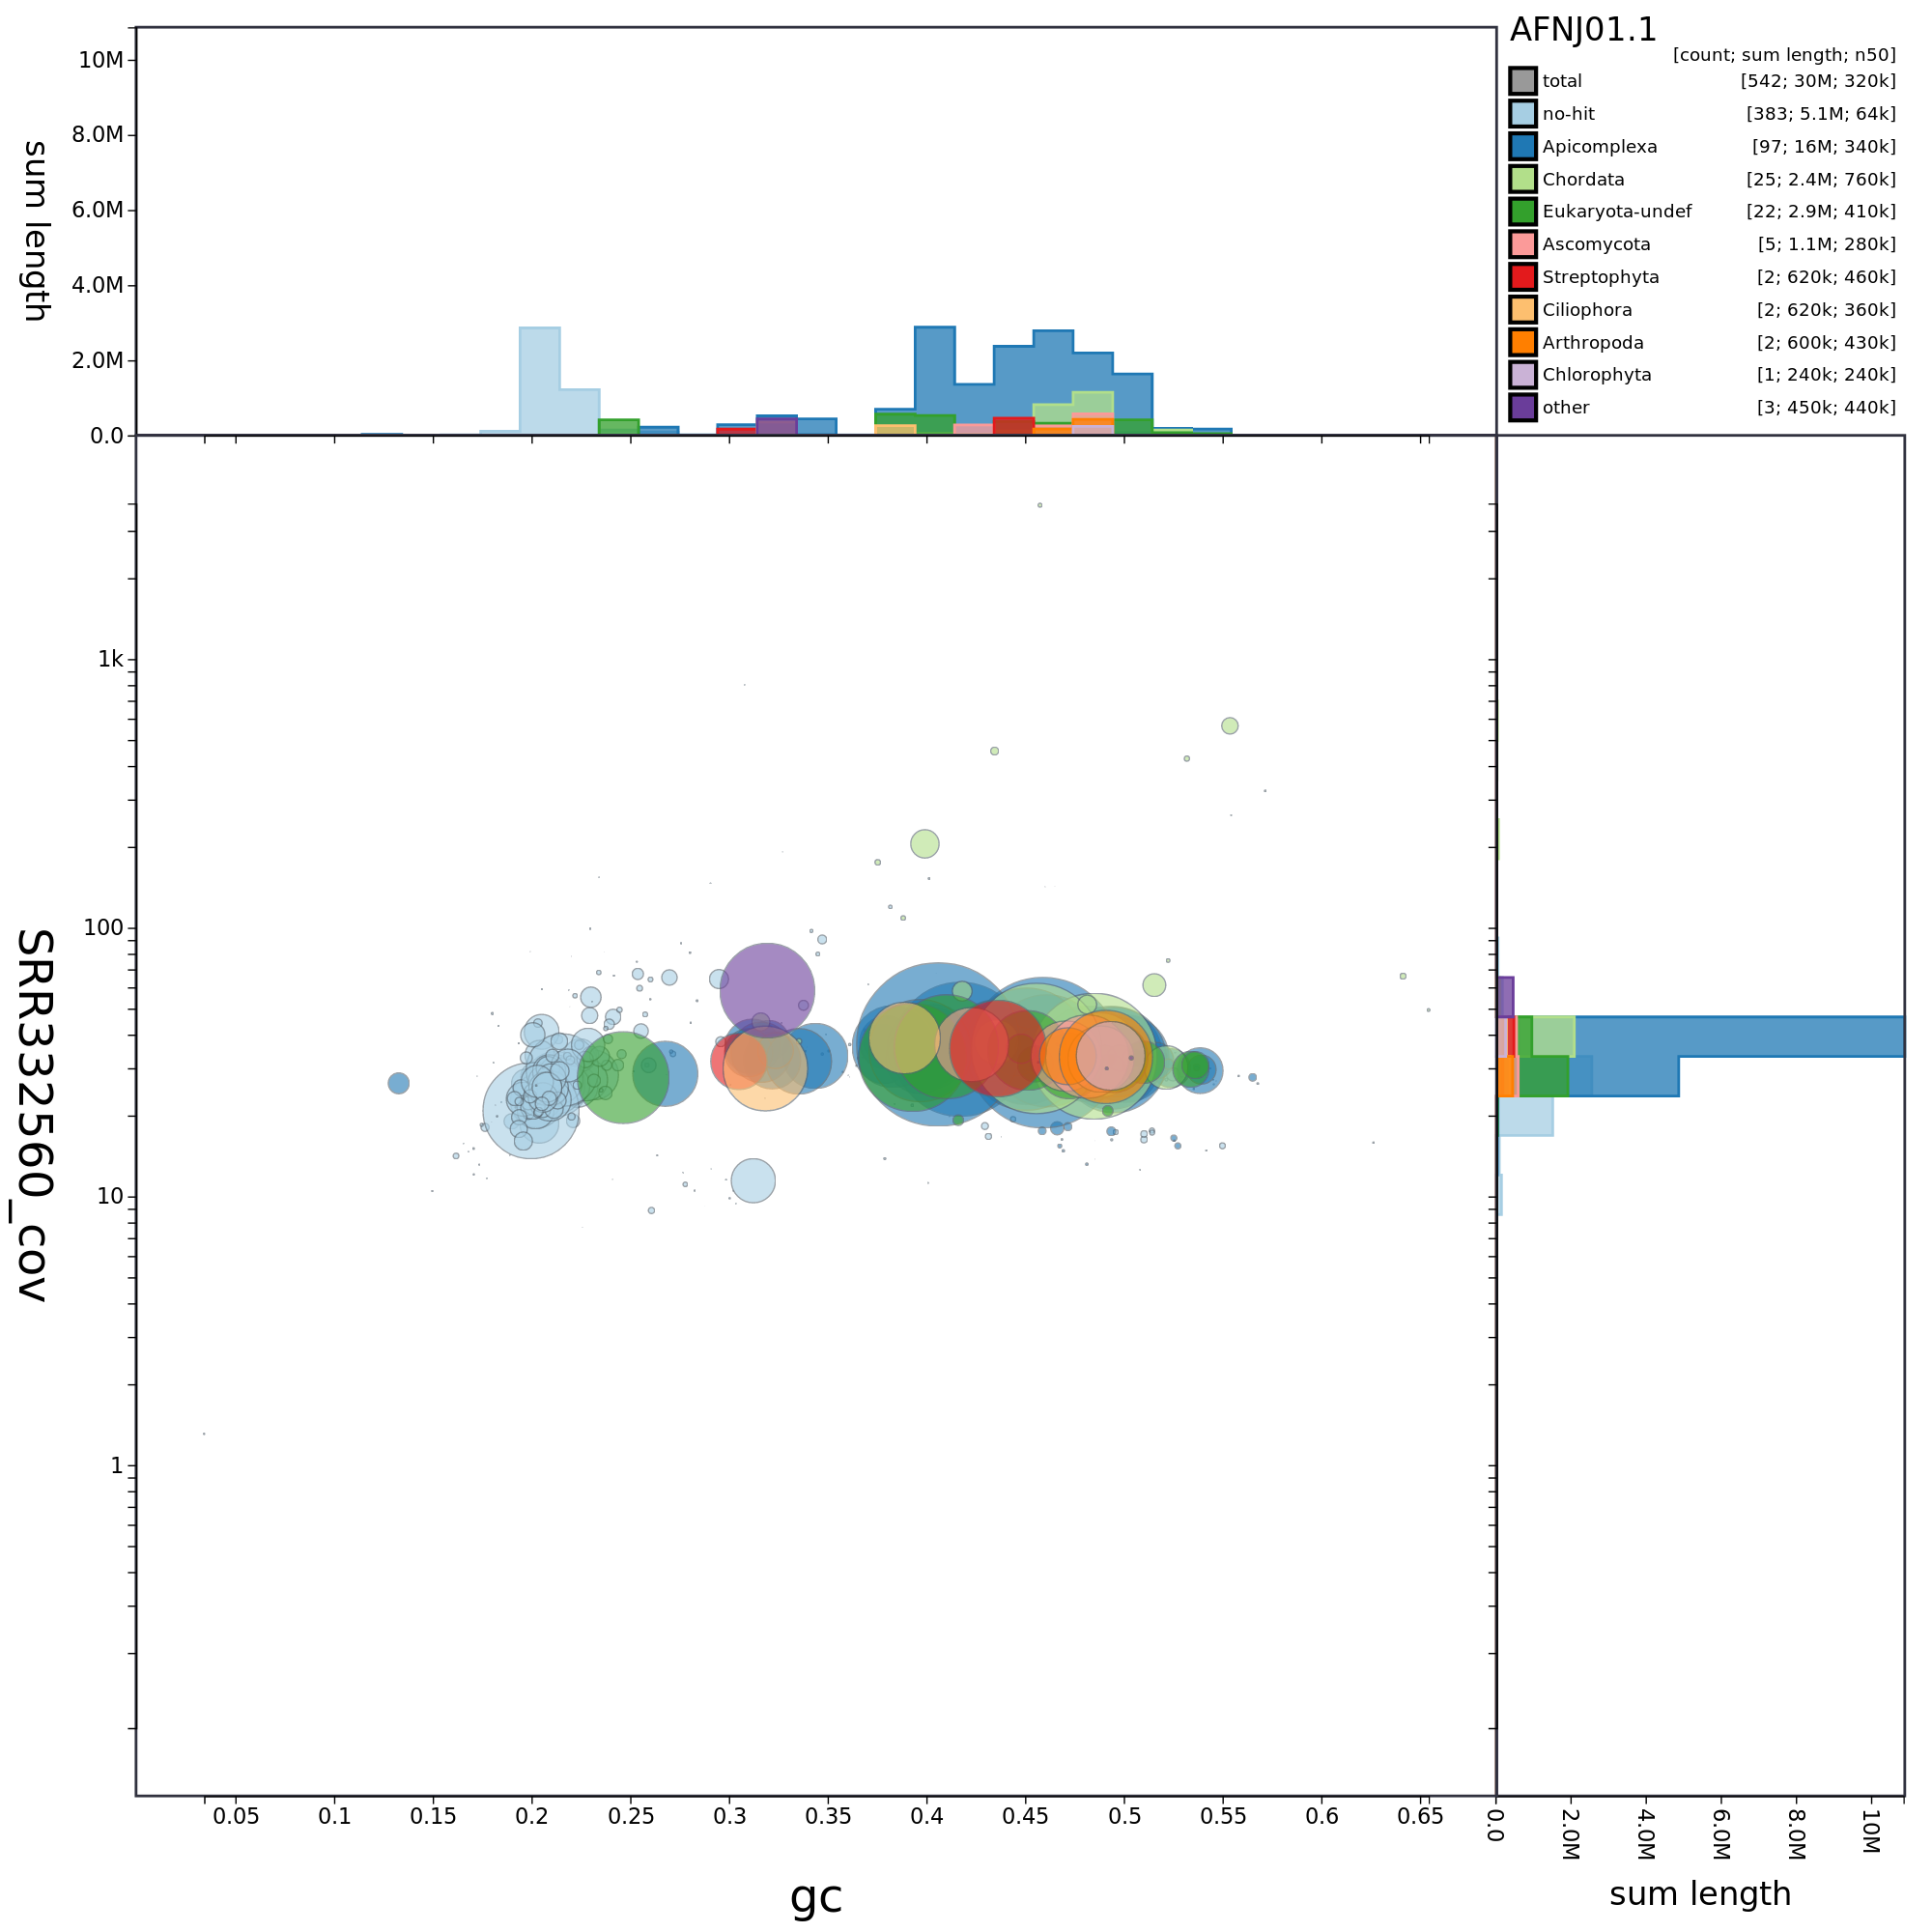 AFNJ01.1
[count; sum length; n50]
total [542; 30M; 320k]
no-hit [383; 5.1M; 64k]
Apicomplexa [97; 16M; 340k]
Chordata [25; 2.4M; 760k]
Eukaryota-undef [22; 2.9M; 410k]
Ascomycota [5; 1.1M; 280k]
Streptophyta [2; 620k; 460k]
Ciliophora [2; 620k; 360k]
Arthropoda [2; 600k; 430k]
Chlorophyta [1; 240k; 240k]
other [3; 450k; 440k]
sum length
10M
8.0M
6.0M
4.0M
2.0M
0.0
SRR332560_cov
1k
100
10
1
0.05 0.1 0.15 0.2 0.25 0.3 0.35 0.4 0.45 0.5 0.55 0.6 0.65
gc
0.0 2.0M 4.0M 6.0M 8.0M 10M
sum length